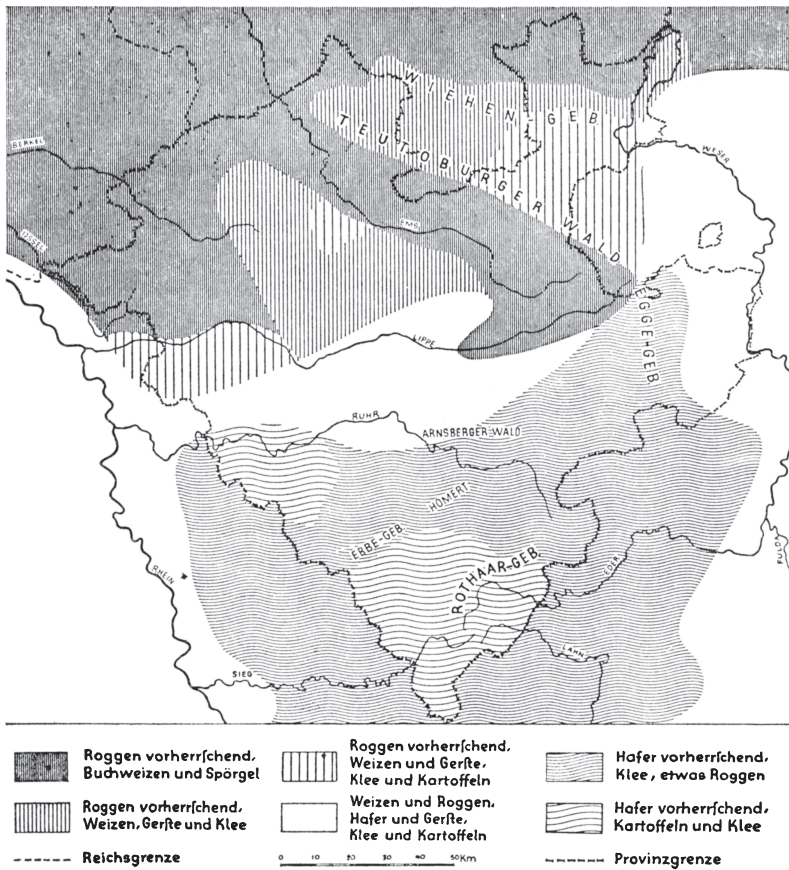 WIEHEN-GEB.
TEUTOBURGER WALD
BERKEL
WESER
EMS
EGGE-GEB.
LIPPE
RUHR
ARNSBERGER-WALD
HOMERT
EBBE-GEB.
ROTHAAR-GEB.
EDER
FULDA
RHEIN
LAHN
SIEG
Roggen vorherrſchend,
Buchweizen und Spörgel
Roggen vorherrſchend,
Weizen und Gerſte,
Klee und Kartoffeln
Hafer vorherrſchend,
Klee, etwas Roggen
Roggen vorherrſchend,
Weizen, Gerſte und Klee
Weizen und Roggen,
Hafer und Gerſte,
Klee und Kartoffeln
Hafer vorherrſchend,
Kartoffeln und Klee
Reichsgrenze
0 10 20 30 40 50Km
Provinzgrenze